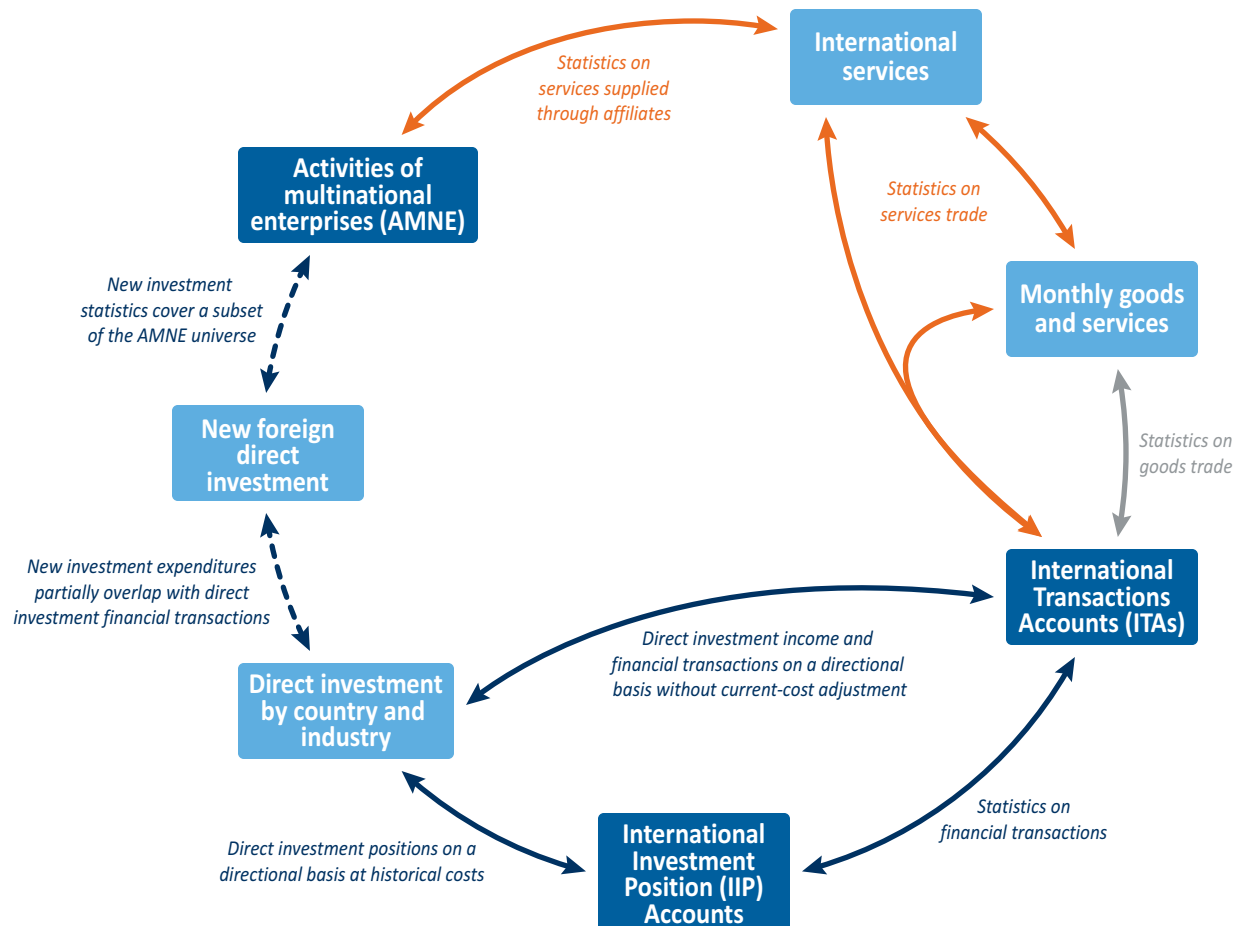 International
services
Statistics on
services supplied
through affiliates
Activities of
multinational
enterprises (AMNE)
Statistics on
services trade
New investment
statistics cover a subset
of the AMNE universe
Monthly goods
and services
New foreign
direct
investment
Statistics on
goods trade
New investment expenditures
partially overlap with direct
investment financial transactions
International
Transactions
Accounts (ITAs)
Direct investment income and
financial transactions on a directional
basis without current-cost adjustment
Direct investment
by country and
industry
Statistics on
financial transactions
Direct investment positions on a
directional basis at historical costs
International
Investment
Position (IIP)
Accounts